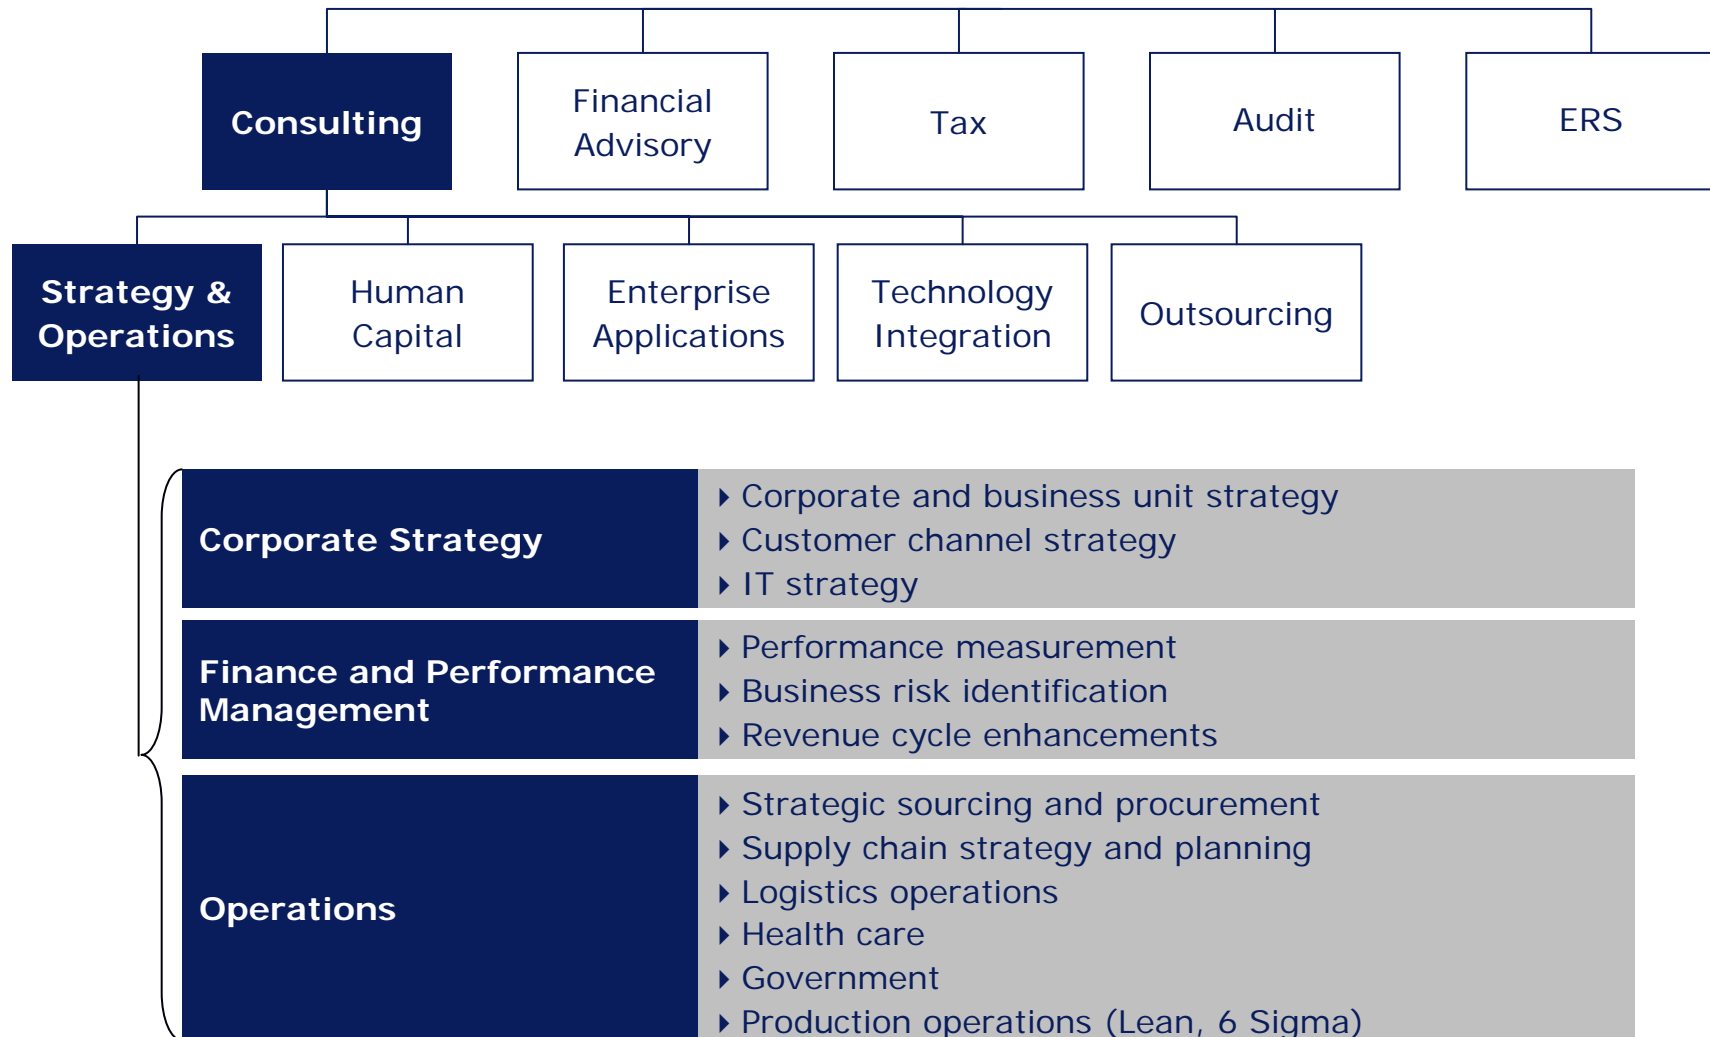 Consulting
Financial
Advisory
Tax
Audit
ERS
Strategy &
Operations
Human
Capital
Enterprise
Applications
Technology
Integration
Outsourcing
Corporate Strategy
Corporate and business unit strategy
Customer channel strategy
IT strategy
Finance and Performance
Management
Performance measurement
Business risk identification
Revenue cycle enhancements
Operations
Strategic sourcing and procurement
Supply chain strategy and planning
Logistics operations
Health care
Government
Production operations (Lean, 6 Sigma)